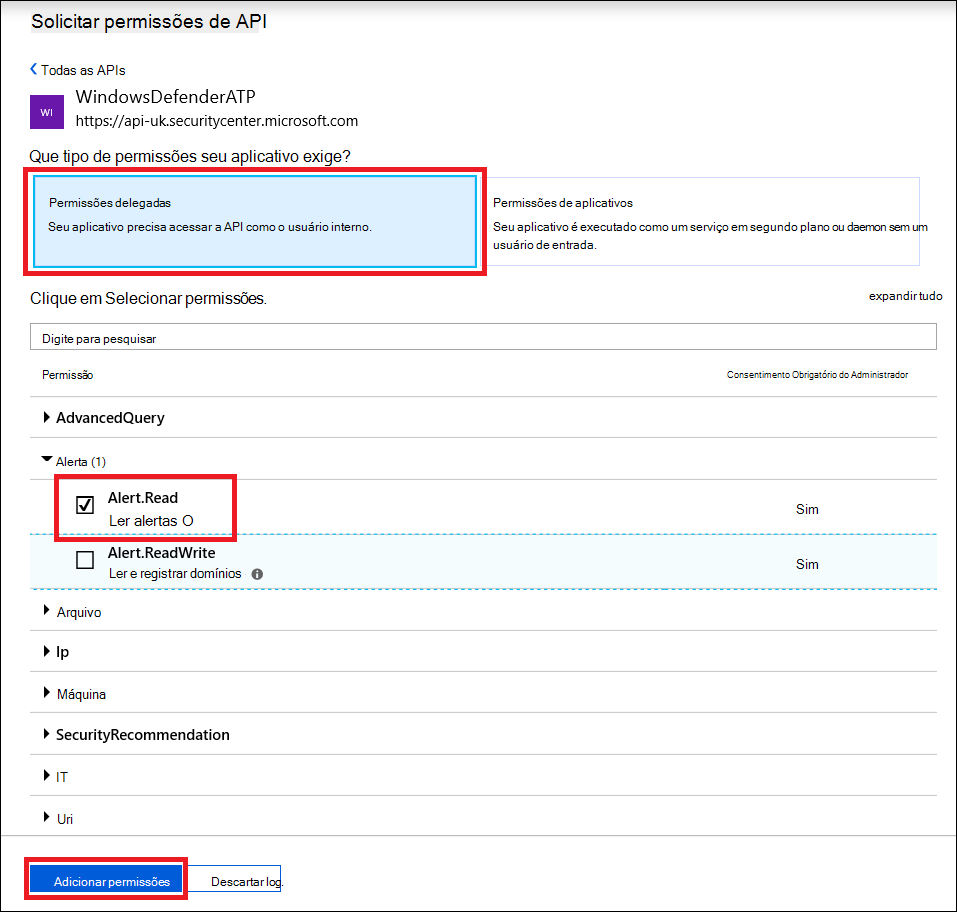 Solicitar permissões de API
Todas as APIs
WI
WindowsDefenderATP
https://api-uk.securitycenter.microsoft.com
Que tipo de permissões seu aplicativo exige?
Permissões delegadas
Seu aplicativo precisa acessar a API como o usuário interno.
Permissões de aplicativos
Seu aplicativo é executado como um serviço em segundo plano ou daemon sem um
usuário de entrada.
Clique em Selecionar permissões.
expandir tudo
Digite para pesquisar
Permissão
Consentimento Obrigatório do Administrador
AdvancedQuery
Alerta (1)
Alert.Read
Ler alertas O
Sim
Alert.ReadWrite
Ler e registrar domínios
Sim
Arquivo
Ip
Máquina
SecurityRecommendation
IT
Uri
Adicionar permissões
Descartar log.